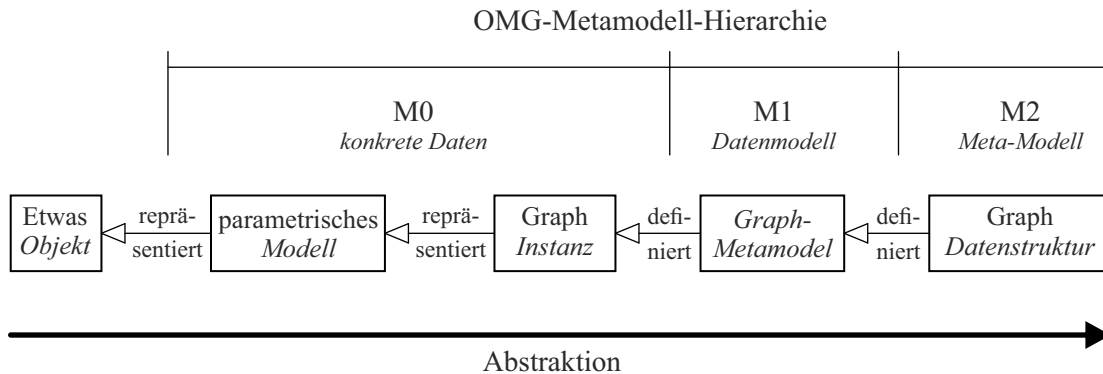 OMG-Metamodell-Hierarchie
M0 M1 M2
konkrete Daten Datenmodell Meta-Modell
Etwas reprä- parametrisches reprä- Graph defi- Graph- defi- Graph
Objekt sentiert Modell sentiert Instanz niert Metamodel niert Datenstruktur
Abstraktion